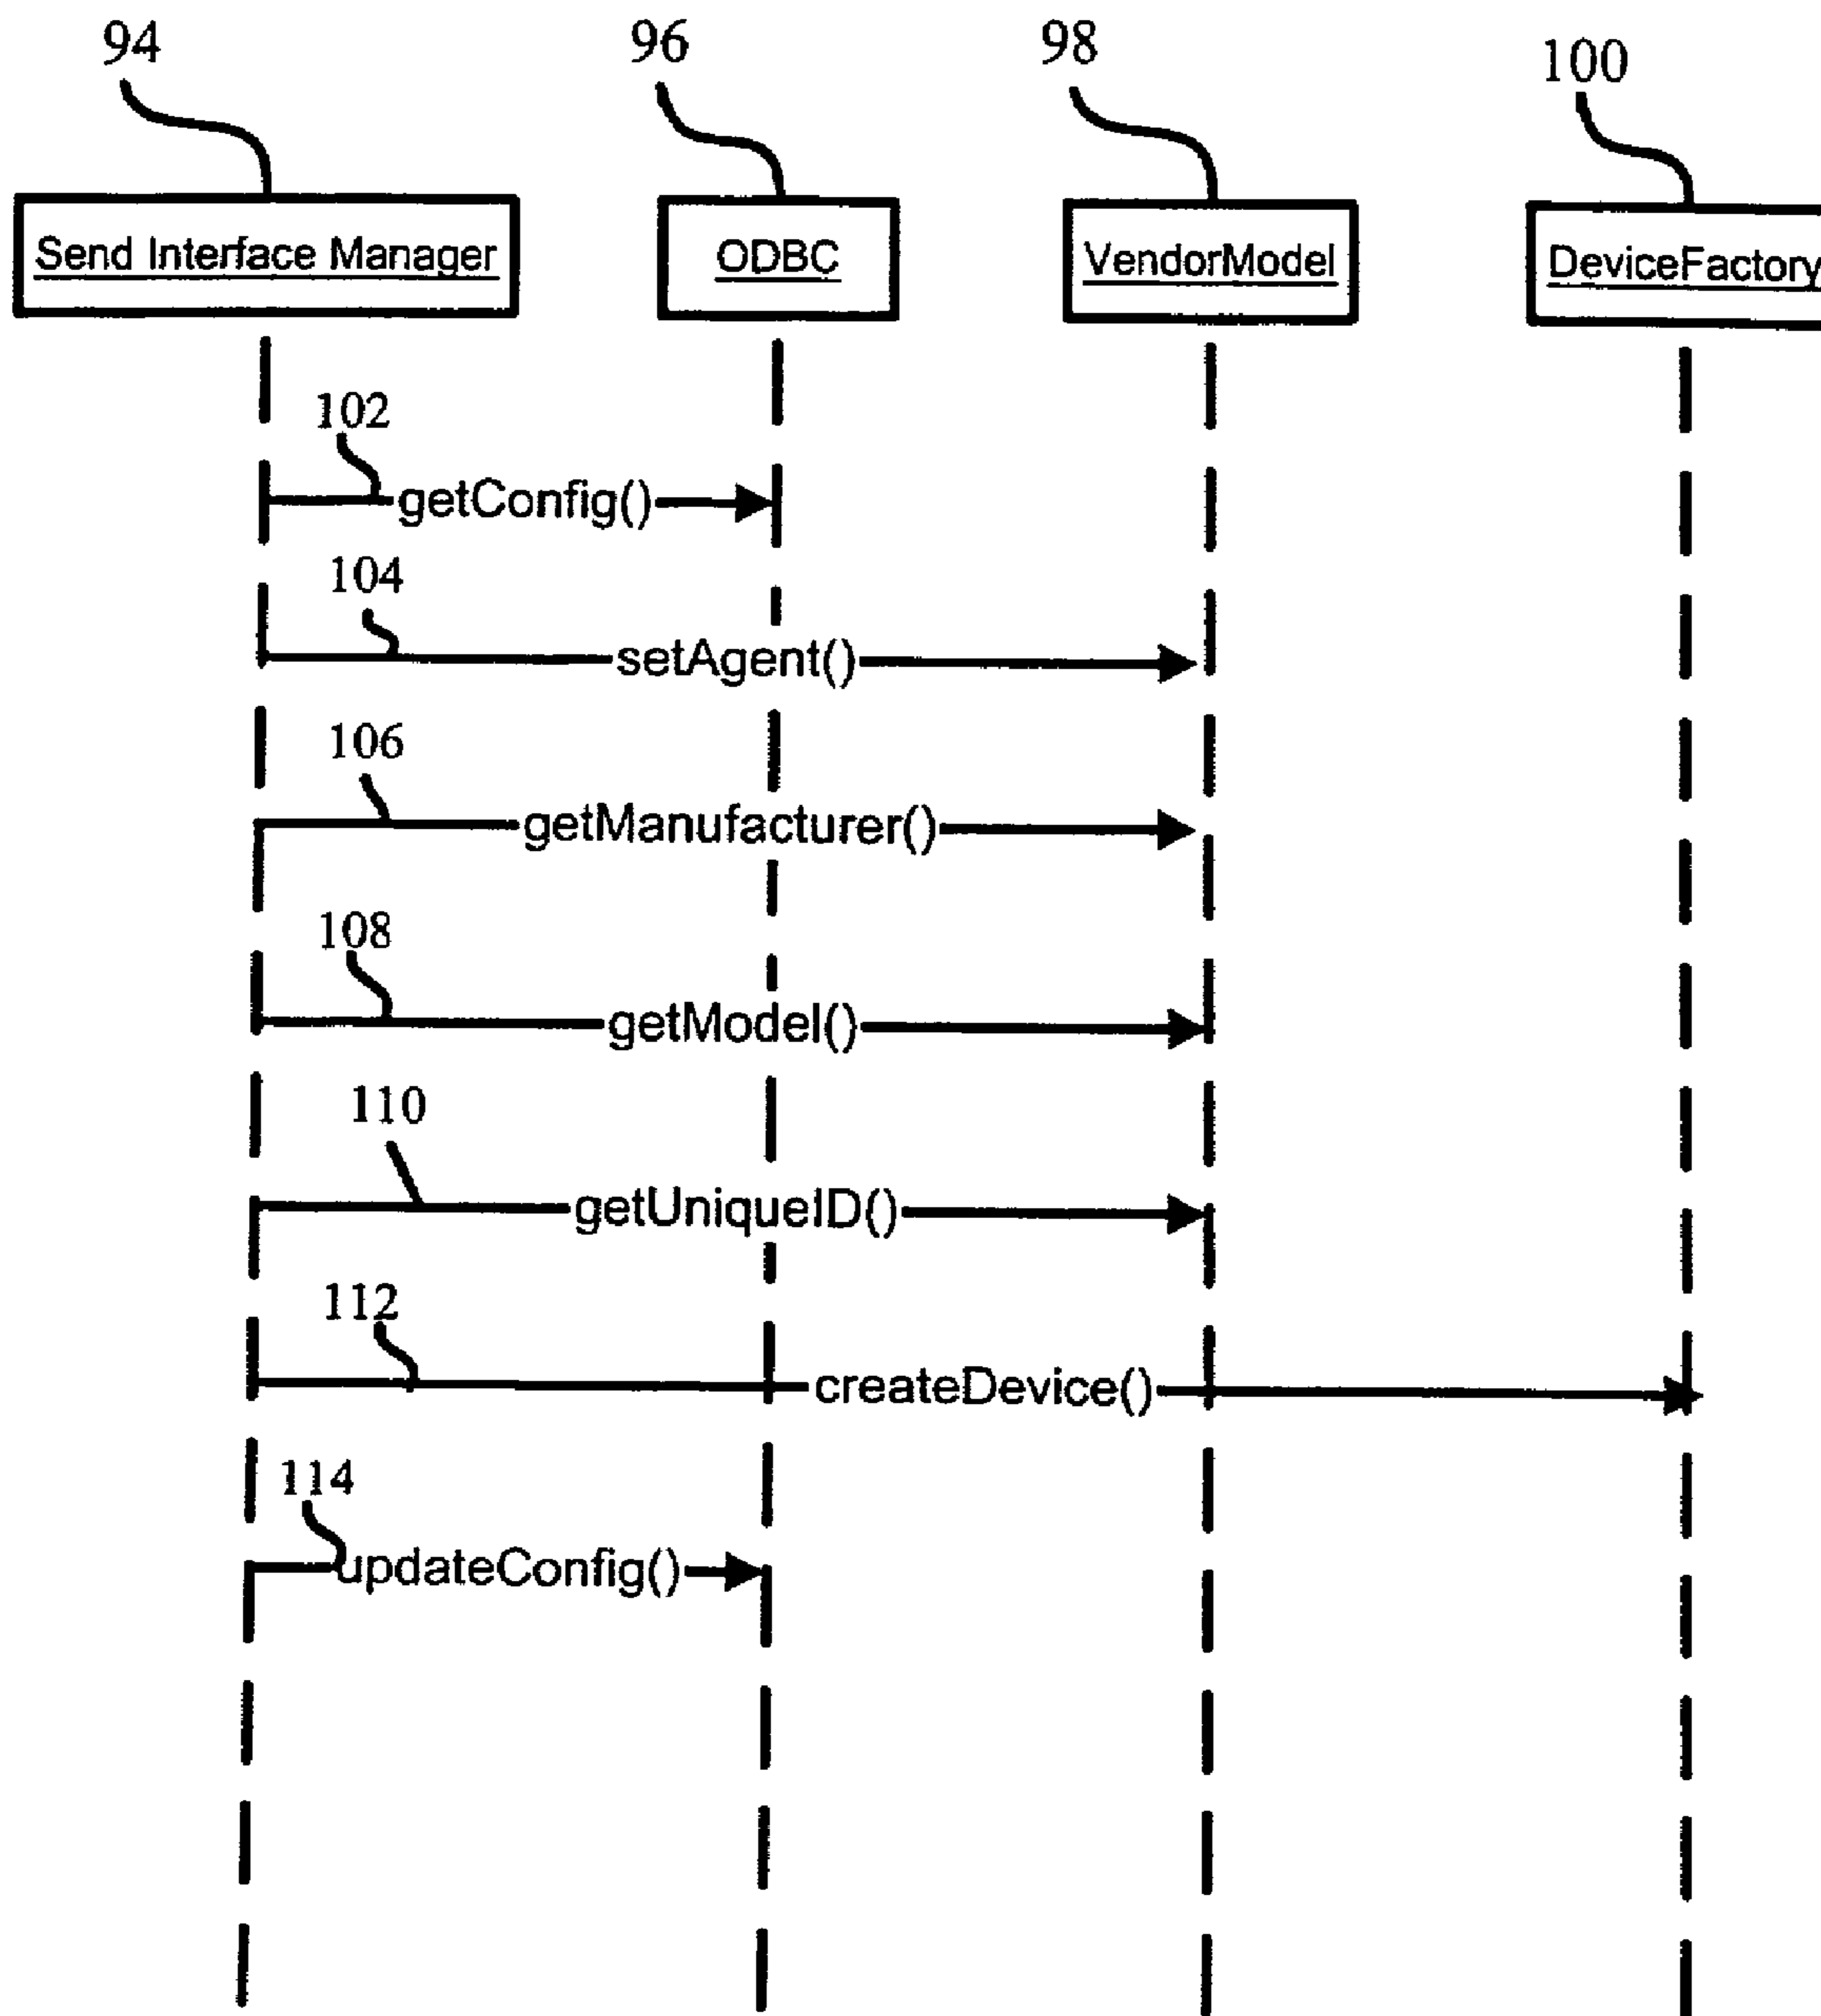 94
96
98
100
Send Interface Manager
ODBC
VendorModel
DeviceFactory
102
getConfig()
104
setAgent()
106
getManufacturer()
108
getModel()
110
getUniqueID()
112
createDevice()
114
updateConfig()